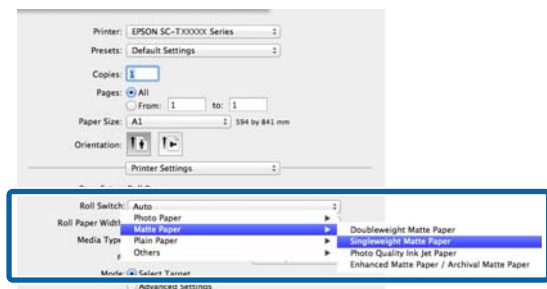 Printer: EPSON SC-TXXXXX Series
Presets: Default Settings
Copies: 1
Pages: All
From: 1 to: 1
Paper Size: A1 594 by 841 mm
Orientation:
Printer Settings
Roll Switch: Auto
Photo Paper
Roll Paper Width
Matte Paper
Doubleweight Matte Paper
Media Type
Plain Paper
Singleweight Matte Paper
Others
Photo Quality Ink Jet Paper
Enhanced Matte Paper / Archival Matte Paper
Mode: Select Target
Advanced Settings